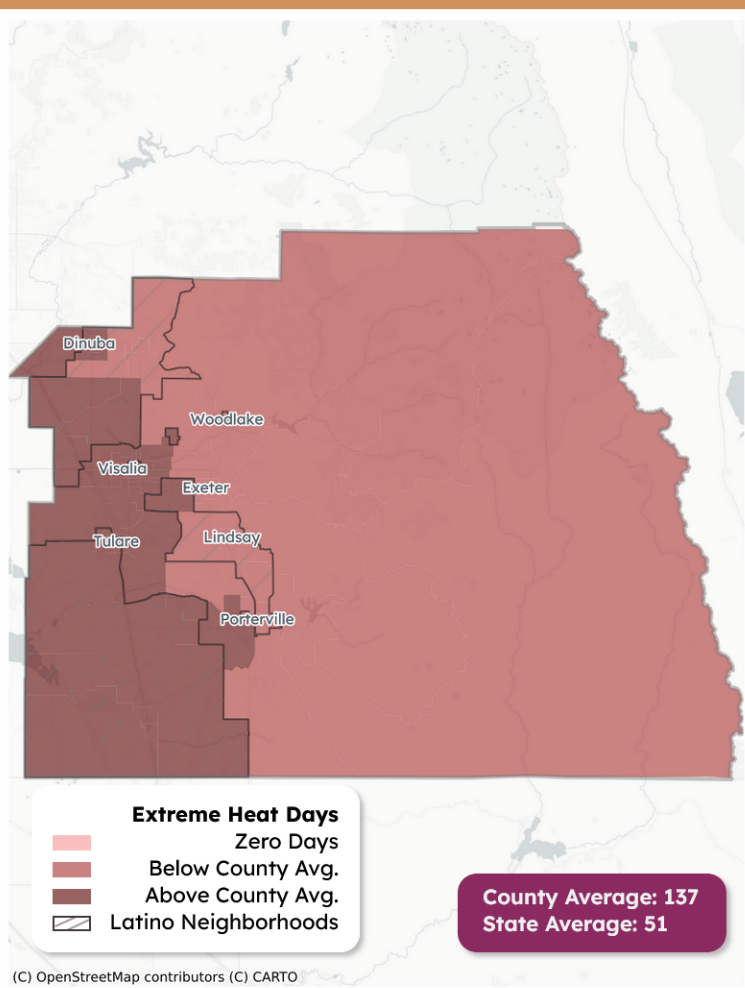 Dinuba
Woodlake
Visalia
Exeter
Tulare
Lindsay
Porterville
Extreme Heat Days
Zero Days
Below County Avg.
Above County Avg.
Latino Neighborhoods
County Average: 137
State Average: 51
(C) OpenStreetMap contributors (C) CARTO